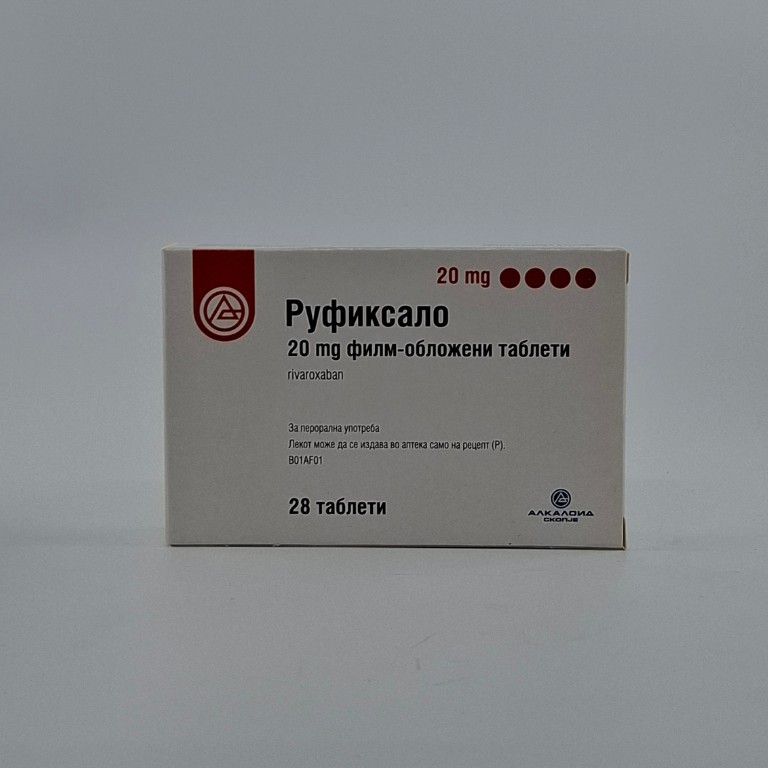 20 mg
Руфиксало
20 mg филм-обложени таблети
rivaroxaban
За перорална употреба
Лекот може да се издава во аптека само на рецепт (Р).
B01AF01
28 таблети
АЛКАЛОИД
СКОПЈЕ